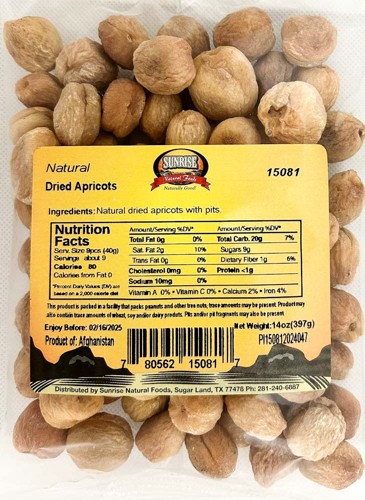 SUNRISE
Natural Foods
Naturally Good!
Natural
15081
Dried Apricots
Ingredients: Natural dried apricots with pits.
Nutrition Facts
Serv. Size 9pcs (40g)
Servings about 9
Calories 80
Calories from Fat 0
*Percent Daily Values (DV) are
based on a 2,000 calorie diet
Amount/Serving %DV*
Total Fat 0g 0%
Sat. Fat 2g 10%
Trans Fat 0g 0%
Cholesterol 0mg 0%
Sodium 10mg 0%
Amount/Serving %DV*
Total Carb. 20g 7%
Sugars 9g
Dietary Fiber 1g 6%
Protein <1g
Vitamin A 0% • Vitamin C 0% • Calcium 2% • Iron 4%
This product is packed in a facility that packs peanuts and other tree nuts, trace amounts may be present. Product may
also contain trace amounts of wheat, soy and/or dairy products. Pits and/or pit fragments may also be present.
Enjoy Before: 02/16/2025
Net Weight: 14oz (397g)
Product of: Afghanistan
PI150812024047
7 80562 15081 7
Distributed by Sunrise Natural Foods, Sugar Land, TX 77478 Ph: 281-240-6887